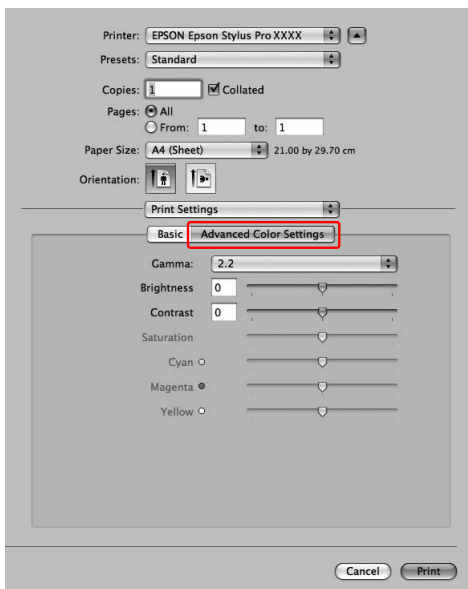 Printer: EPSON Epson Stylus Pro XXXX
Presets: Standard
Copies: 1 Collated
Pages: All
From: 1 to: 1
Paper Size: A4 (Sheet) 21.00 by 29.70 cm
Orientation:
Print Settings
Basic Advanced Color Settings
Gamma: 2.2
Brightness 0
Contrast 0
Saturation
Cyan
Magenta
Yellow
Cancel Print